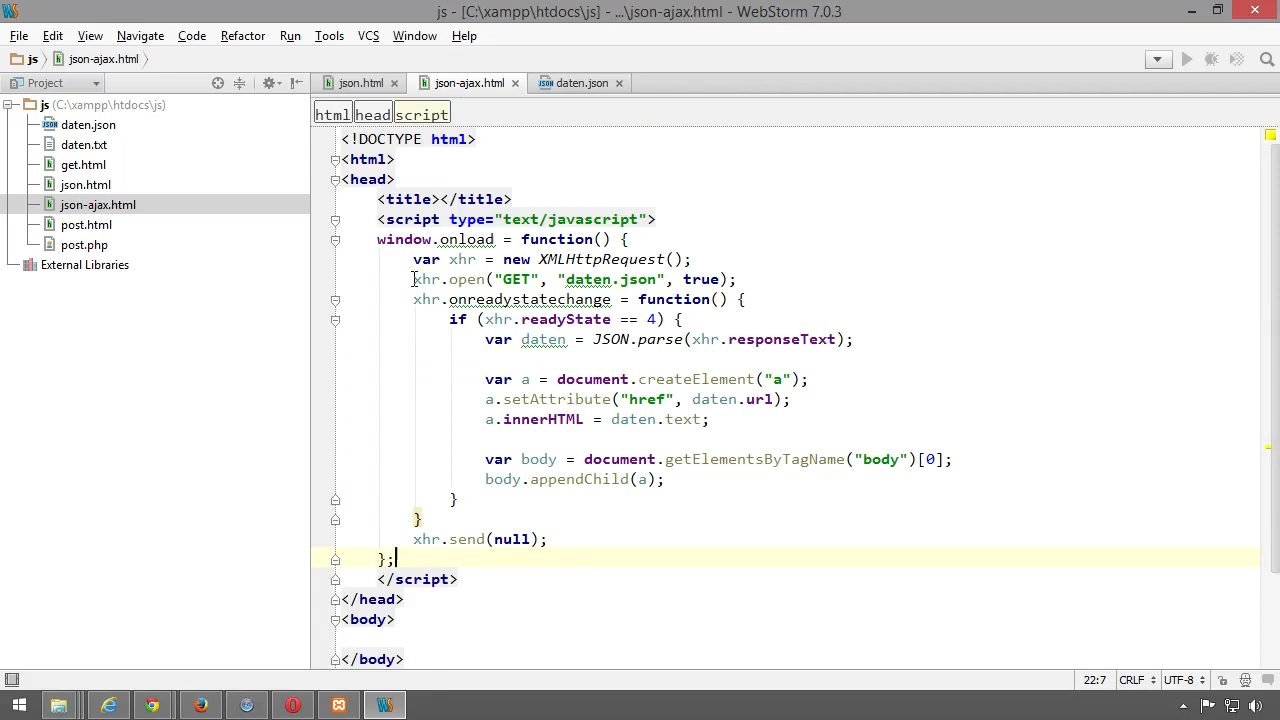 js - [C:\xampp\htdocs\js] - ...\json-ajax.html - WebStorm 7.0.3
File Edit View Navigate Code Refactor Run Tools VCS Window Help
js json-ajax.html
Project json.html json-ajax.html daten.json
js (C:\xampp\htdocs\js)
daten.json
daten.txt
get.html
json.html
json-ajax.html
post.html
post.php
External Libraries
html head script
<!DOCTYPE html>
<html>
<head>
<title></title>
<script type="text/javascript">
window.onload = function() {
var xhr = new XMLHttpRequest();
xhr.open("GET", "daten.json", true);
xhr.onreadystatechange = function() {
if (xhr.readyState == 4) {
var daten = JSON.parse(xhr.responseText);
var a = document.createElement("a");
a.setAttribute("href", daten.url);
a.innerHTML = daten.text;
var body = document.getElementsByTagName("body")[0];
body.appendChild(a);
}
}
xhr.send(null);
};
</script>
</head>
<body>
</body>
22:7 CRLF UTF-8